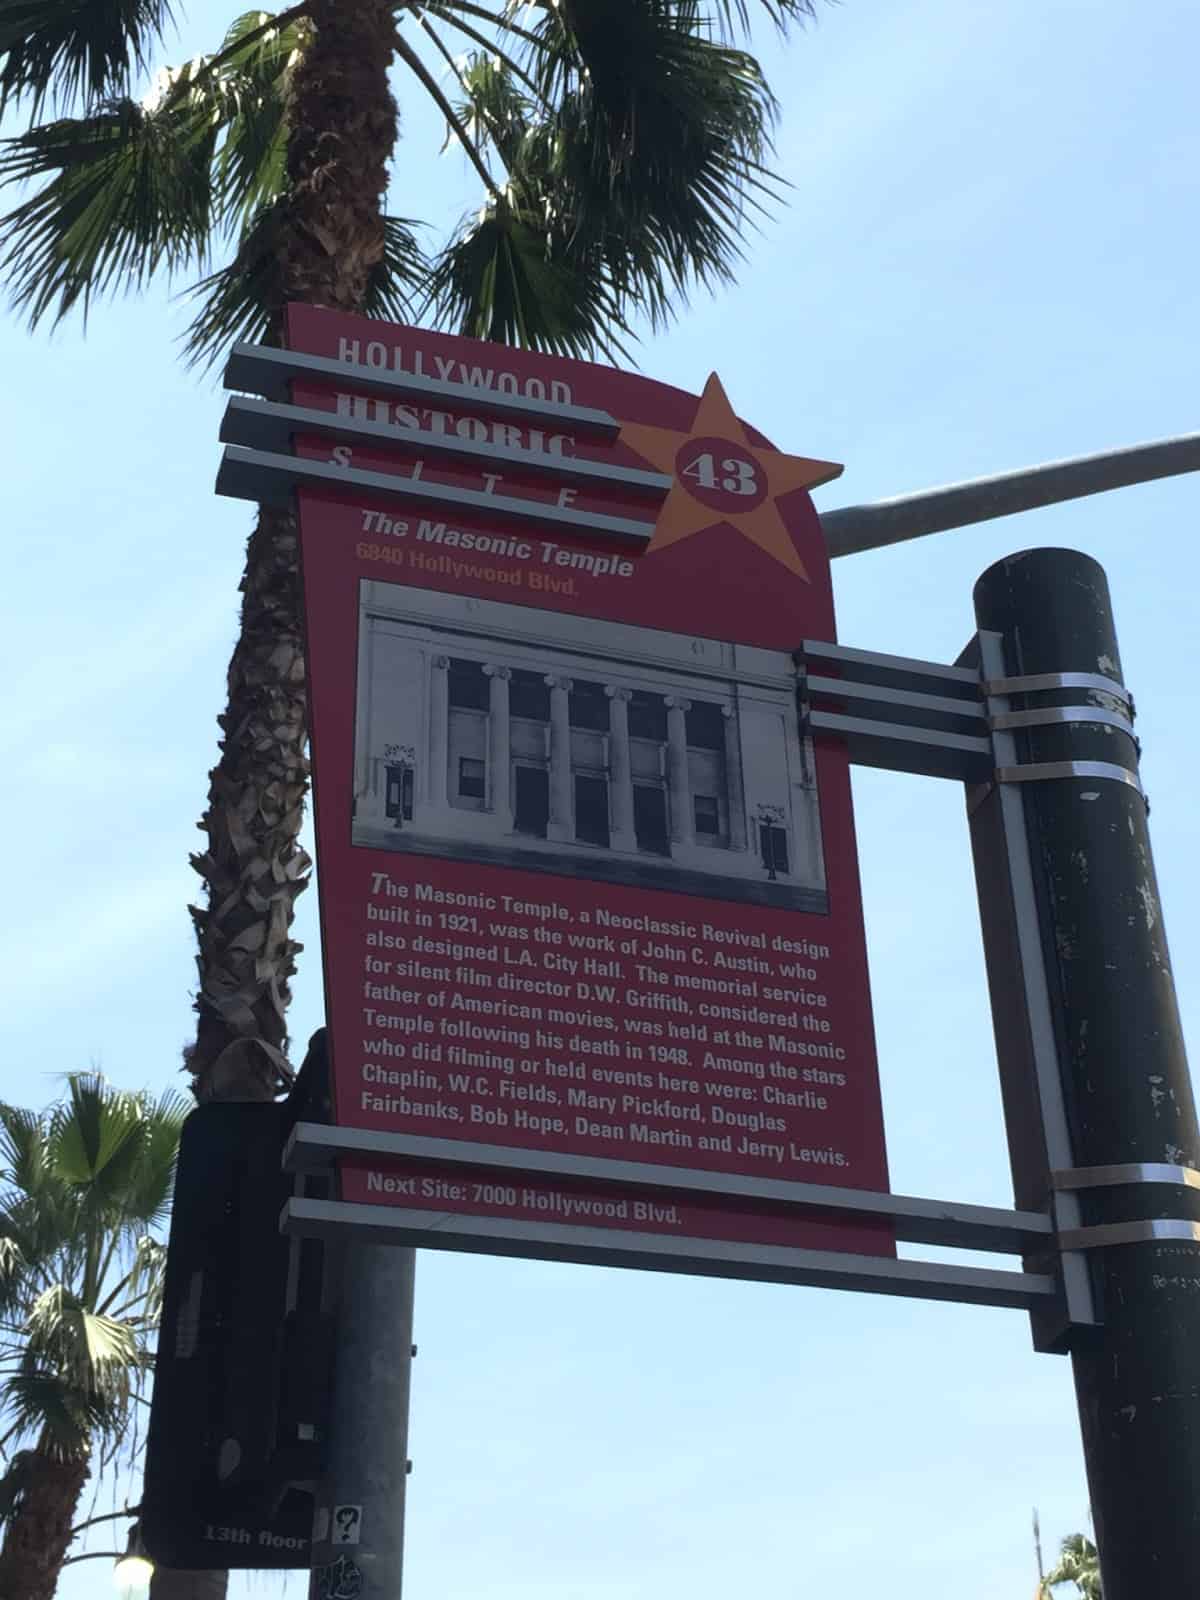 HOLLYWOOD
HISTORIC
SITE
43
The Masonic Temple
6840 Hollywood Blvd.
The Masonic Temple, a Neoclassic Revival design
built in 1921, was the work of John C. Austin, who
also designed L.A. City Hall. The memorial service
for silent film director D.W. Griffith, considered the
father of American movies, was held at the Masonic
Temple following his death in 1948. Among the stars
who did filming or held events here were: Charlie
Chaplin, W.C. Fields, Mary Pickford, Douglas
Fairbanks, Bob Hope, Dean Martin and Jerry Lewis.
Next Site: 7000 Hollywood Blvd.
13th floor
?